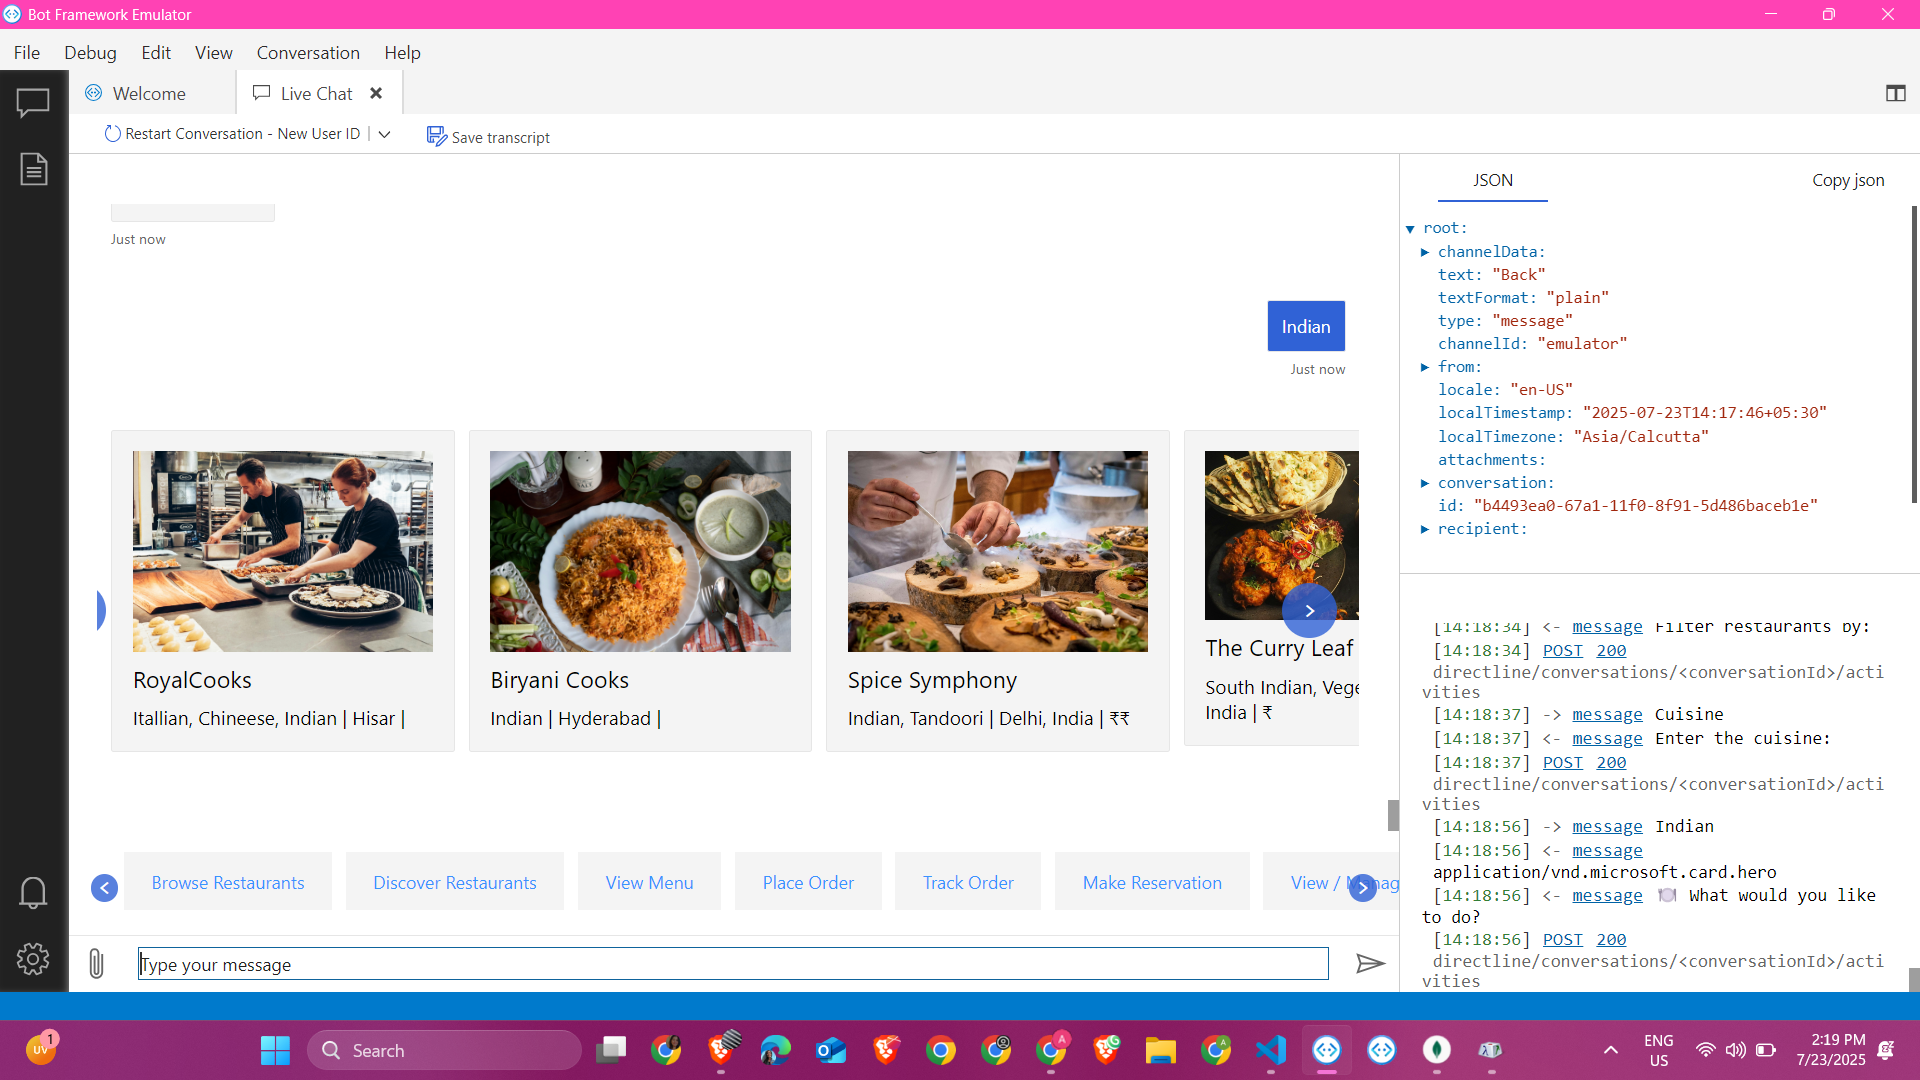 Bot Framework Emulator
File Debug Edit View Conversation Help
Welcome
Live Chat
Restart Conversation - New User ID
Save transcript
Just now
Indian
Just now
RoyalCooks
Itallian, Chineese, Indian | Hisar |
Biryani Cooks
Indian | Hyderabad |
Spice Symphony
Indian, Tandoori | Delhi, India | ₹₹
The Curry Leaf
South Indian, Vege
India | ₹
Browse Restaurants
Discover Restaurants
View Menu
Place Order
Track Order
Make Reservation
View / Manag
Type your message
JSON
Copy json
root:
channelData:
text: "Back"
textFormat: "plain"
type: "message"
channelId: "emulator"
from:
locale: "en-US"
localTimestamp: "2025-07-23T14:17:46+05:30"
localTimezone: "Asia/Calcutta"
attachments:
conversation:
id: "b4493ea0-67a1-11f0-8f91-5d486baceb1e"
recipient:
[14:18:34] <- message Filter restaurants by:
[14:18:34] POST 200
directline/conversations/<conversationId>/acti
vities
[14:18:37] -> message Cuisine
[14:18:37] <- message Enter the cuisine:
[14:18:37] POST 200
directline/conversations/<conversationId>/acti
vities
[14:18:56] -> message Indian
[14:18:56] <- message
application/vnd.microsoft.card.hero
[14:18:56] <- message 🍽️ What would you like
to do?
[14:18:56] POST 200
directline/conversations/<conversationId>/acti
vities
UV
1
Search
A
G
A
ENG
US
2:19 PM
7/23/2025